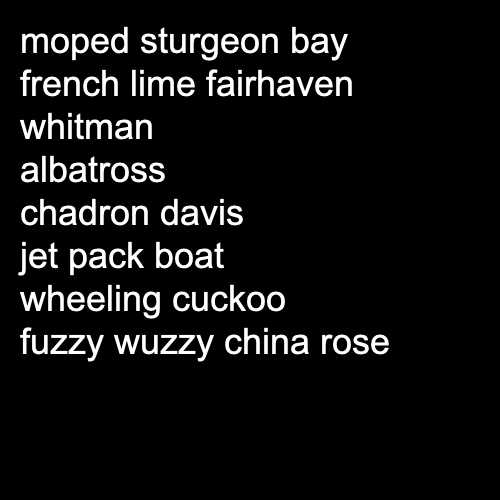 moped sturgeon bay
french lime fairhaven
whitman
albatross
chadron davis
jet pack boat
wheeling cuckoo
fuzzy wuzzy china rose